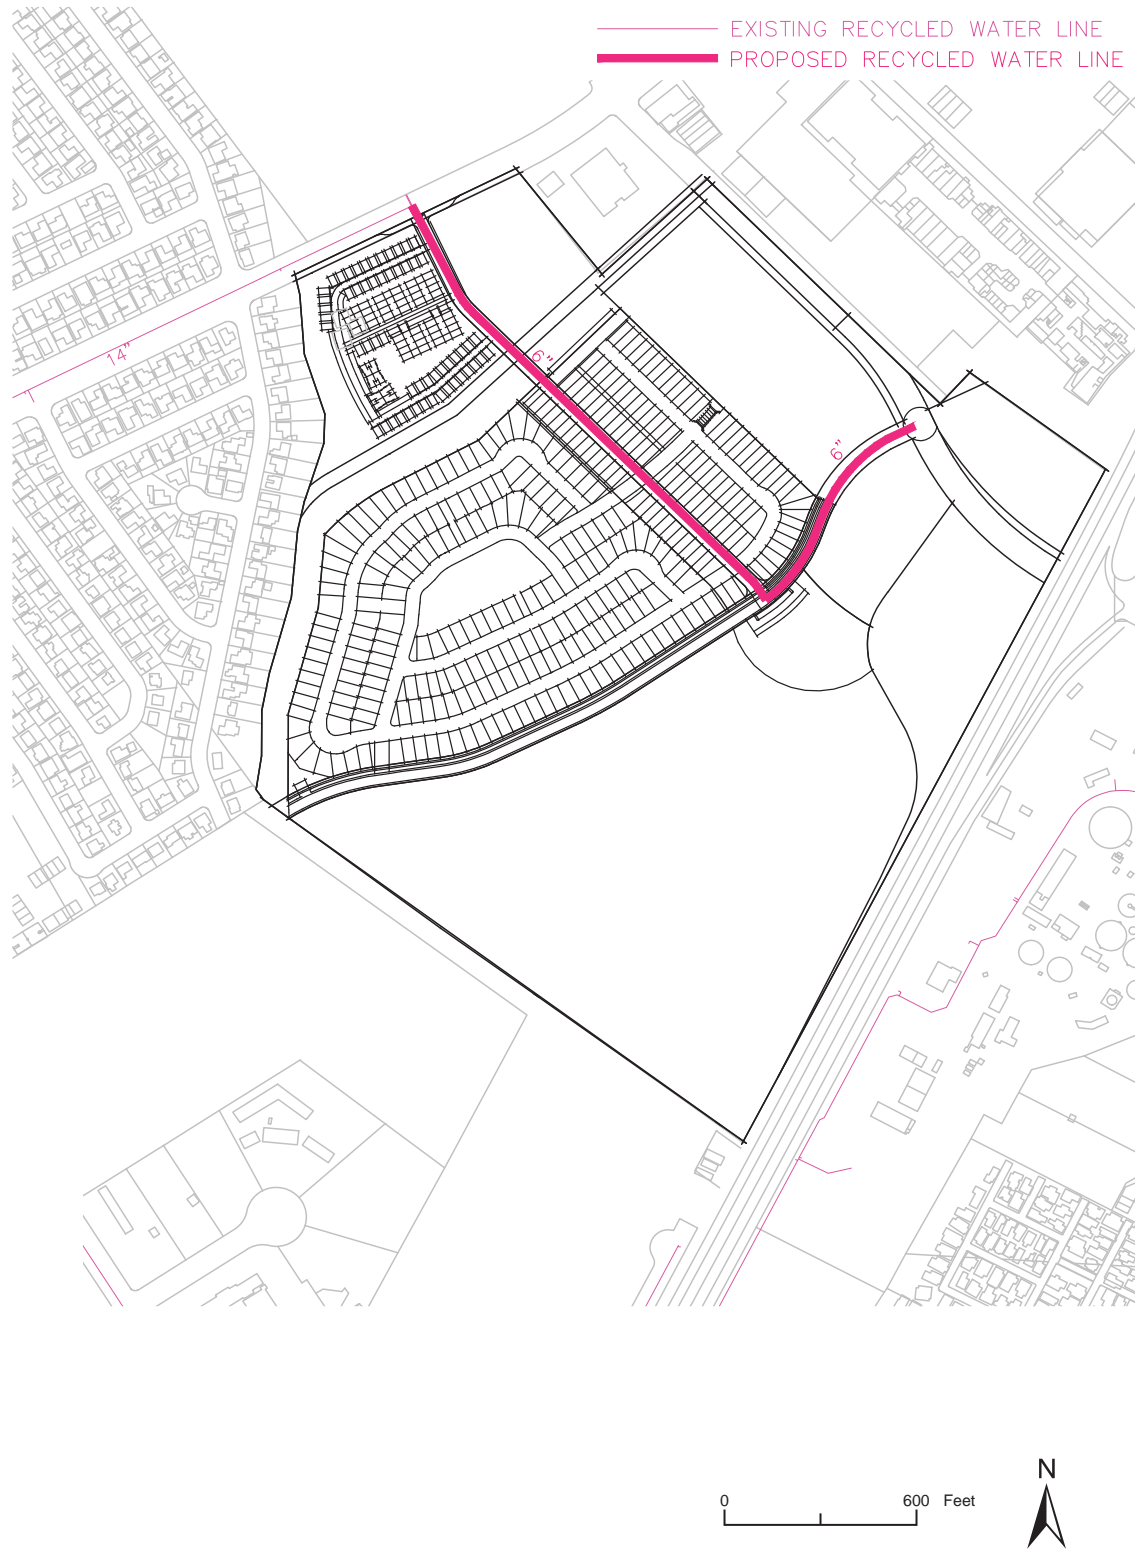 EXISTING RECYCLED WATER LINE
PROPOSED RECYCLED WATER LINE
14"
6"
6"
N
0 600 Feet